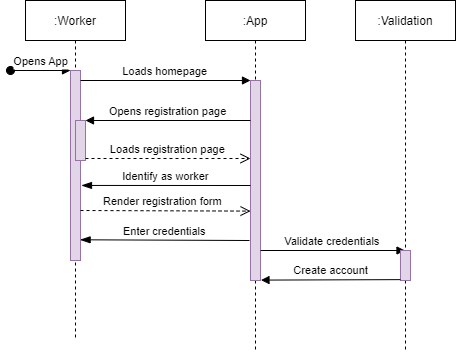 :Worker
:App
:Validation
Opens App
Loads homepage
Opens registration page
Loads registration page
Identify as worker
Render registration form
Enter credentials
Validate credentials
Create account